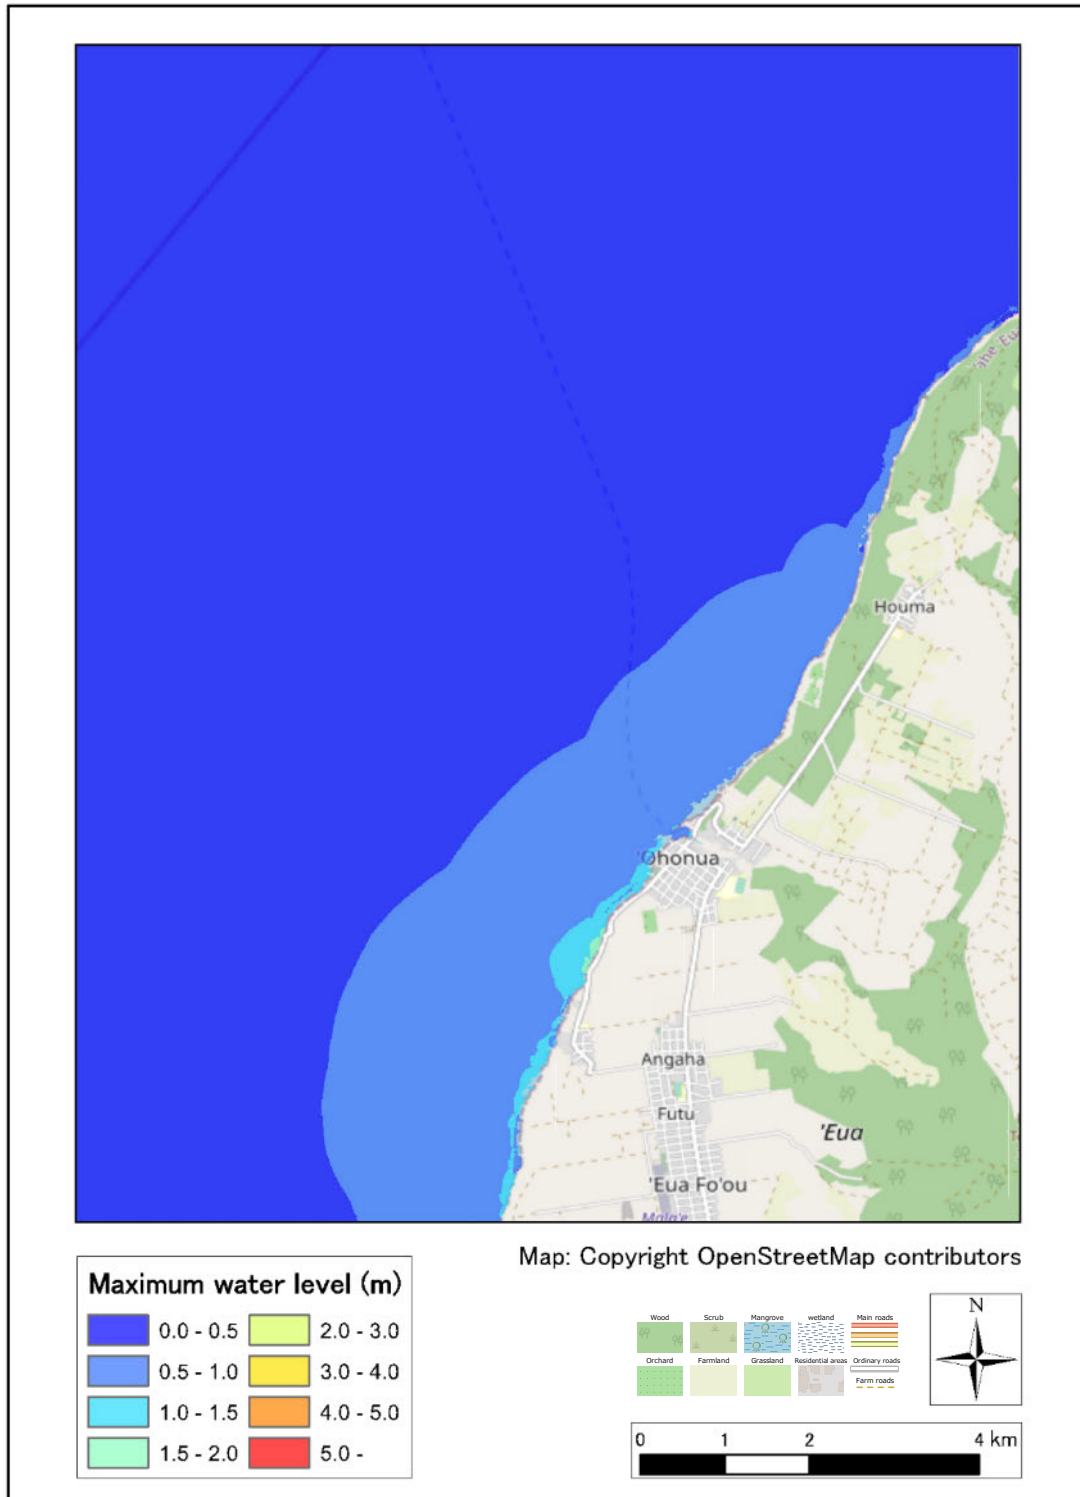 'ahe 'Eu
Houma
'Ohonua
Angaha
Futu
'Eua
'Eua Fo'ou
Mala'e
Map: Copyright OpenStreetMap contributors
Maximum water level (m)
0.0 - 0.5
2.0 - 3.0
0.5 - 1.0
3.0 - 4.0
1.0 - 1.5
4.0 - 5.0
1.5 - 2.0
5.0 -
Wood
Scrub
Mangrove
wetland
Main roads
Orchard
Farmland
Grassland
Residential areas
Ordinary roads
Farm roads
N
0 1 2 4 km